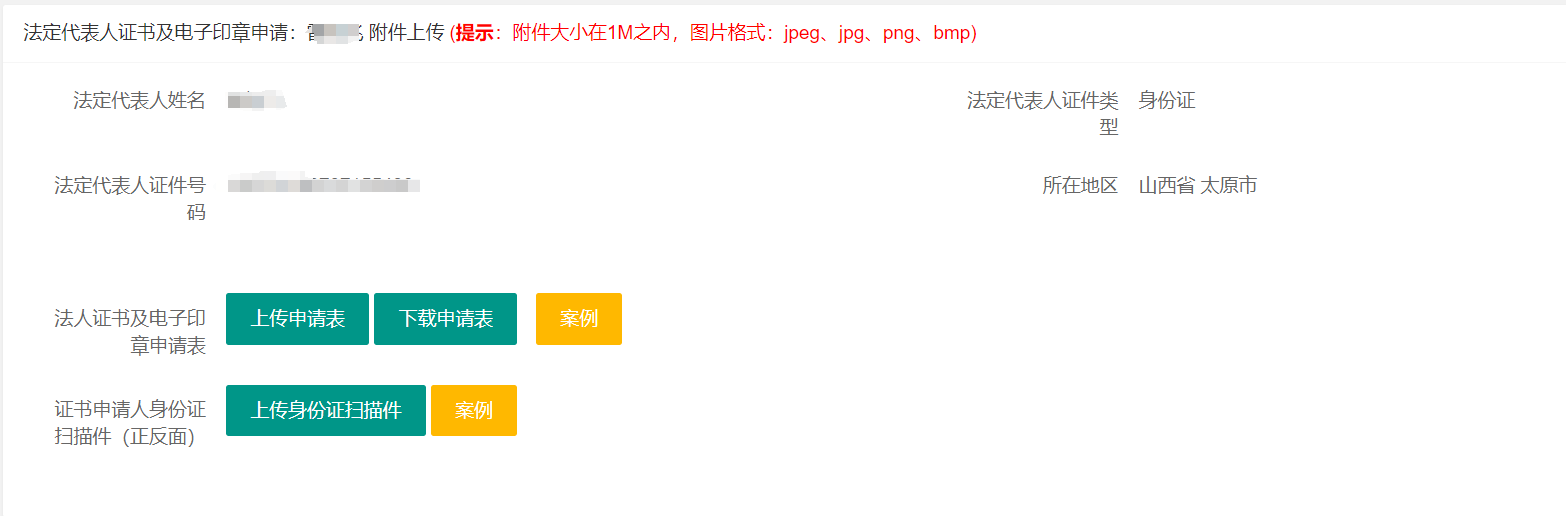 法定代表人证书及电子印章申请： 附件上传 (提示：附件大小在1M之内，图片格式：jpeg、jpg、png、bmp)
法定代表人姓名
法定代表人证件类
型
身份证
法定代表人证件号
码
所在地区
山西省 太原市
法人证书及电子印
章申请表
上传申请表
下载申请表
案例
证书申请人身份证
扫描件（正反面）
上传身份证扫描件
案例